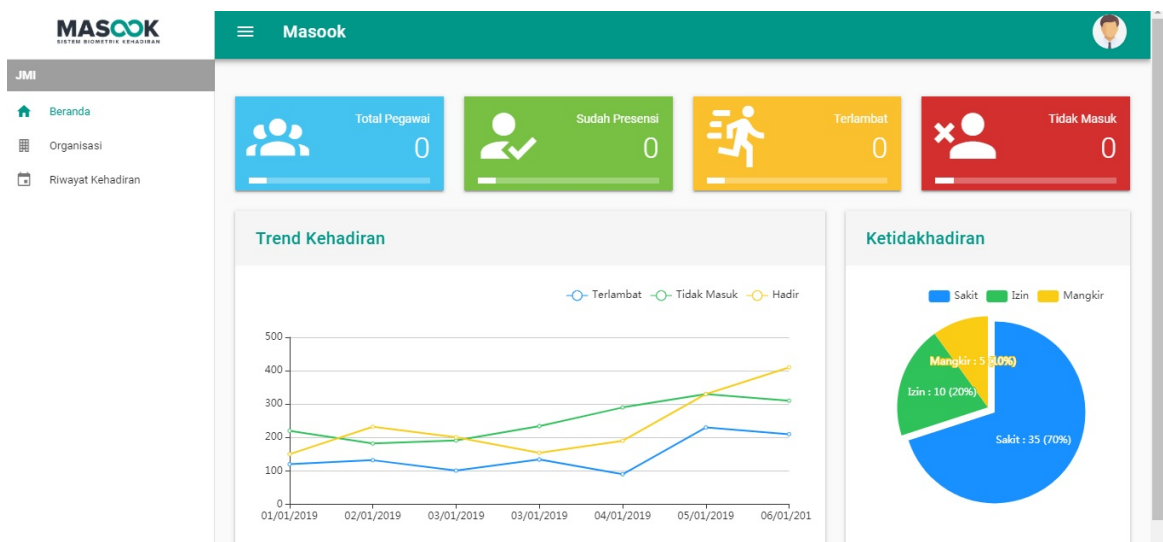 MASOOK
SISTEM BIOMETRIK KEHADIRAN
Masook
JMI
Beranda
Organisasi
Riwayat Kehadiran
Total Pegawai
0
Sudah Presensi
0
Terlambat
0
Tidak Masuk
0
Trend Kehadiran
Terlambat Tidak Masuk Hadir
500
400
300
200
100
0
01/01/2019 02/01/2019 03/01/2019 03/01/2019 04/01/2019 05/01/2019 06/01/201
Ketidakhadiran
Sakit Izin Mangkir
Mangkir : 5 (10%)
Izin : 10 (20%)
Sakit : 35 (70%)